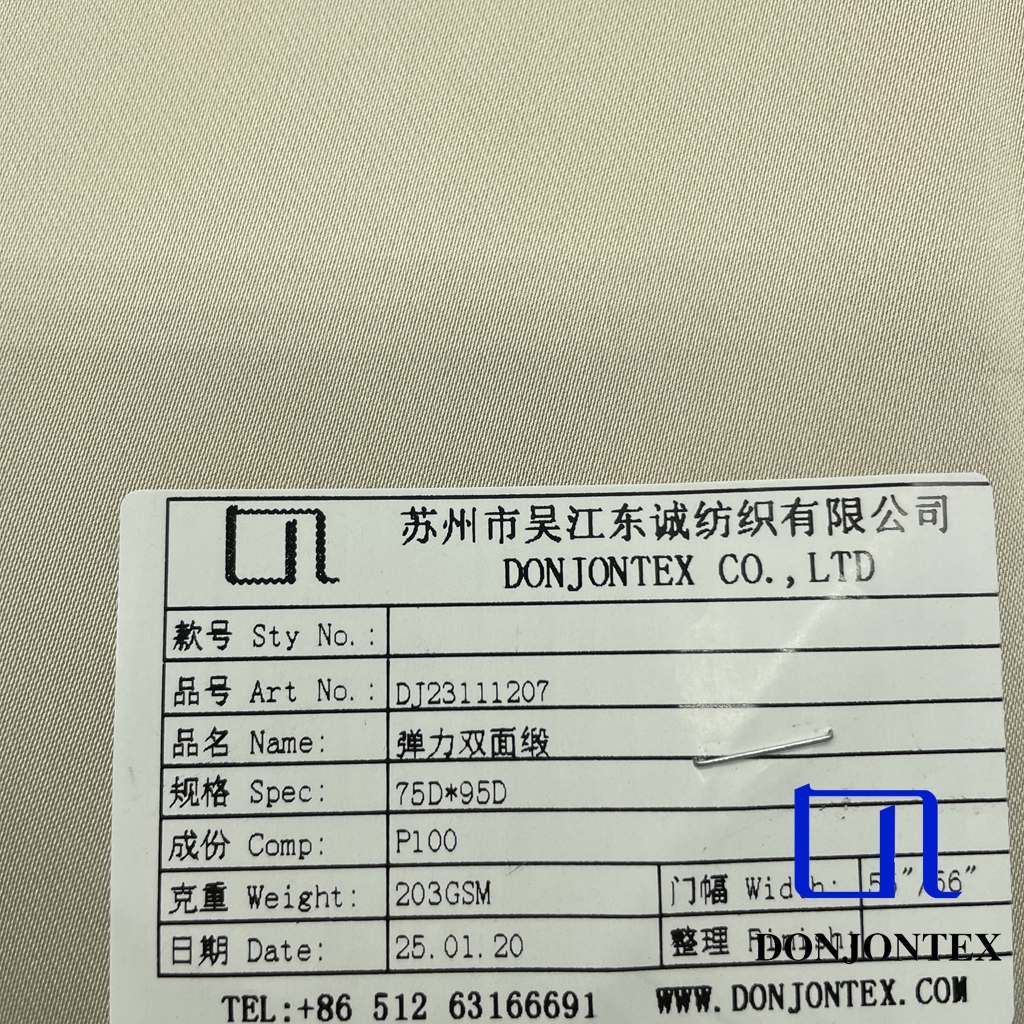 苏州市吴江东诚纺织有限公司
DONJONTEX CO.,LTD
款号 Sty No.:
品号 Art No.: DJ23111207
品名 Name: 弹力双面缎
规格 Spec: 75D*95D
成份 Comp: P100
克重 Weight: 203GSM 门幅 Width:
日期 Date: 25.01.20 整理
DONJONTEX
TEL:+86 512 63166691 WWW.DONJONTEX.COM